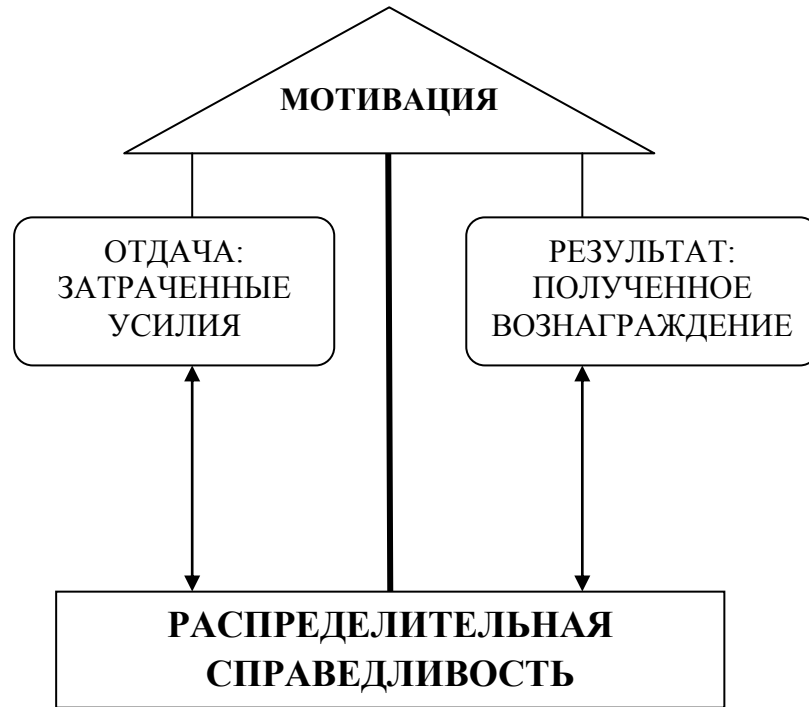 МОТИВАЦИЯ
ОТДАЧА:
ЗАТРАЧЕННЫЕ
УСИЛИЯ
РЕЗУЛЬТАТ:
ПОЛУЧЕННОЕ
ВОЗНАГРАЖДЕНИЕ
РАСПРЕДЕЛИТЕЛЬНАЯ
СПРАВЕДЛИВОСТЬ